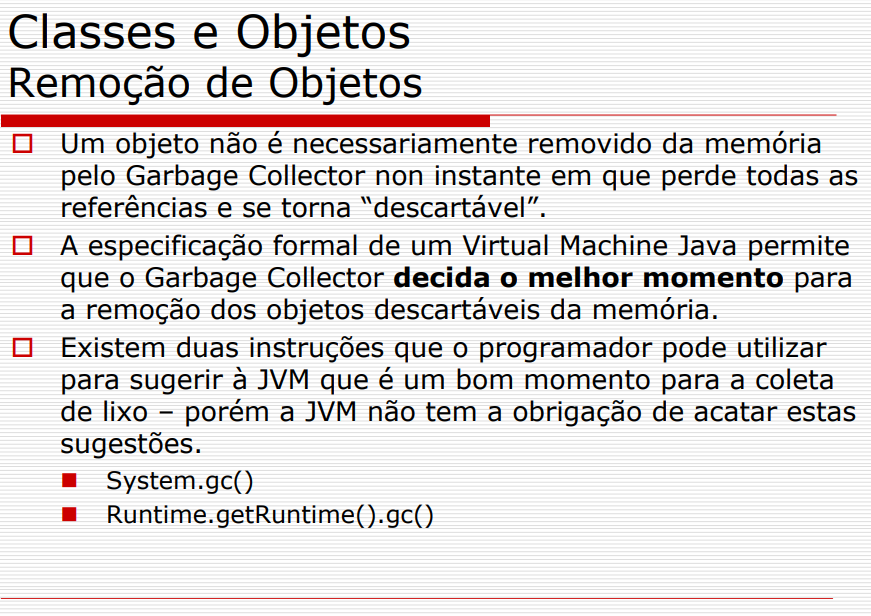 Classes e Objetos
Remoção de Objetos
Um objeto não é necessariamente removido da memória
pelo Garbage Collector non instante em que perde todas as
referências e se torna “descartável”.
A especificação formal de um Virtual Machine Java permite
que o Garbage Collector decida o melhor momento para
a remoção dos objetos descartáveis da memória.
Existem duas instruções que o programador pode utilizar
para sugerir à JVM que é um bom momento para a coleta
de lixo – porém a JVM não tem a obrigação de acatar estas
sugestões.
System.gc()
Runtime.getRuntime().gc()